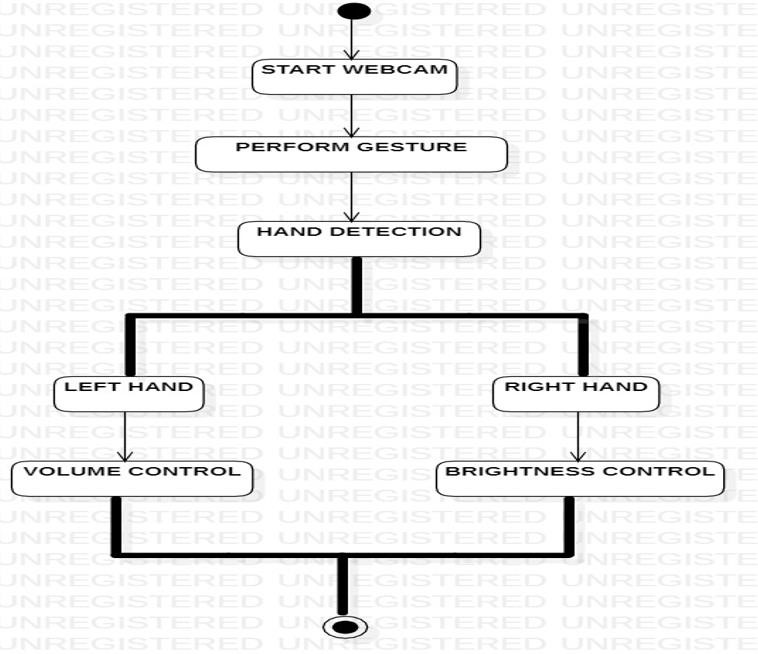 START WEBCAM
PERFORM GESTURE
HAND DETECTION
LEFT HAND
RIGHT HAND
VOLUME CONTROL
BRIGHTNESS CONTROL